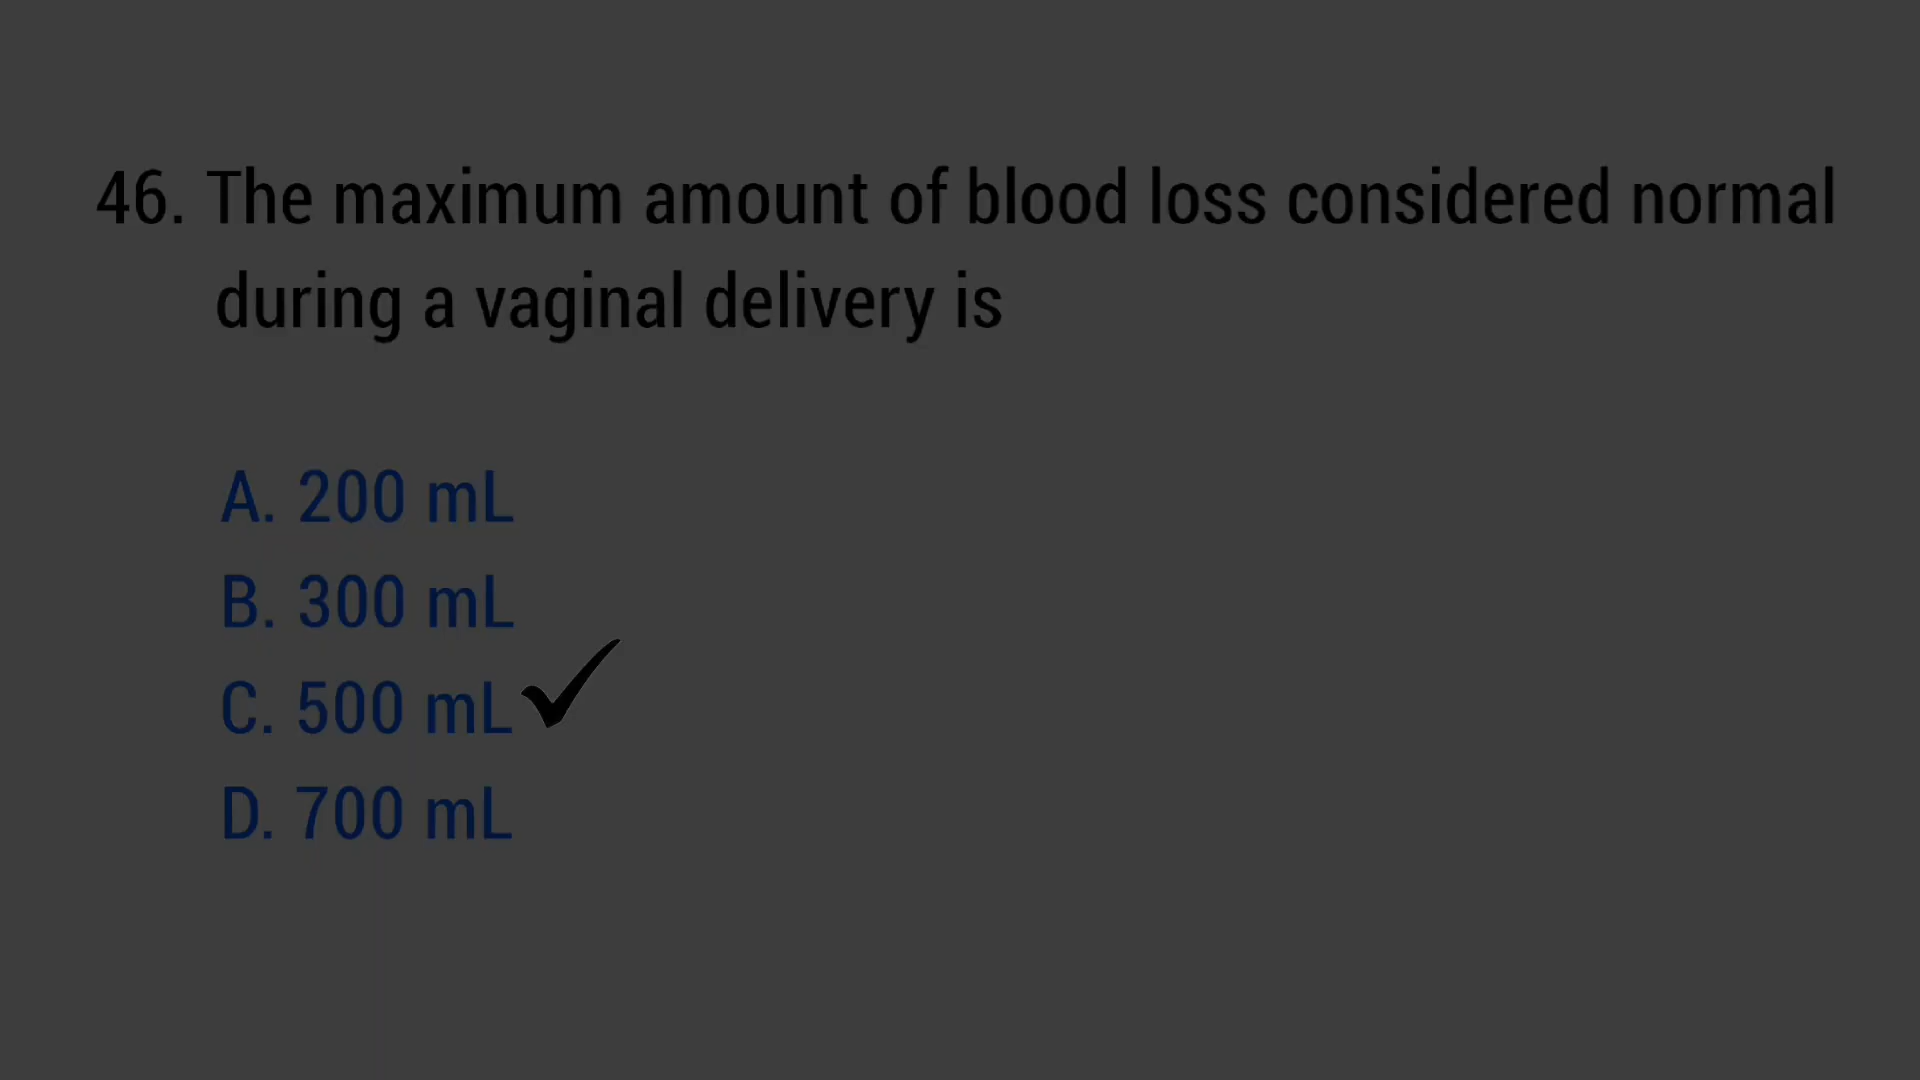 46. The maximum amount of blood loss considered normal
during a vaginal delivery is
A. 200 mL
B. 300 mL
C. 500 mL
D. 700 mL